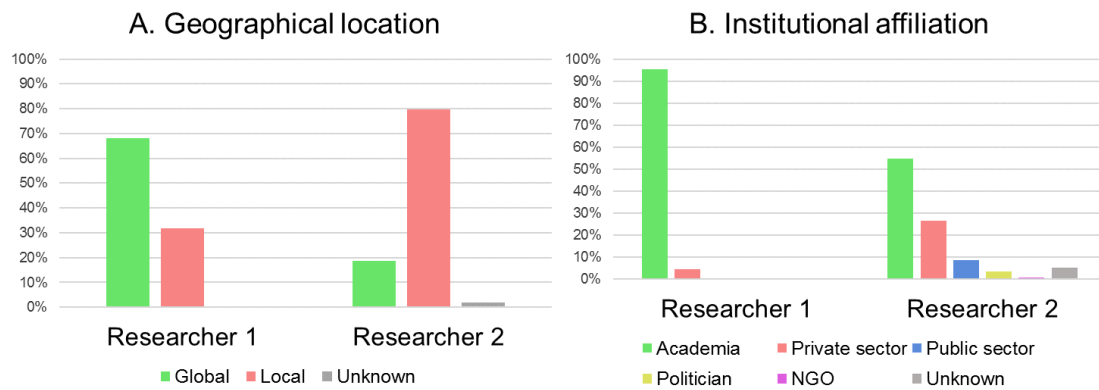 A. Geographical location
100%
90%
80%
70%
60%
50%
40%
30%
20%
10%
0%
Researcher 1
Researcher 2
Global
Local
Unknown
B. Institutional affiliation
100%
90%
80%
70%
60%
50%
40%
30%
20%
10%
0%
Researcher 1
Researcher 2
Academia
Private sector
Public sector
Politician
NGO
Unknown